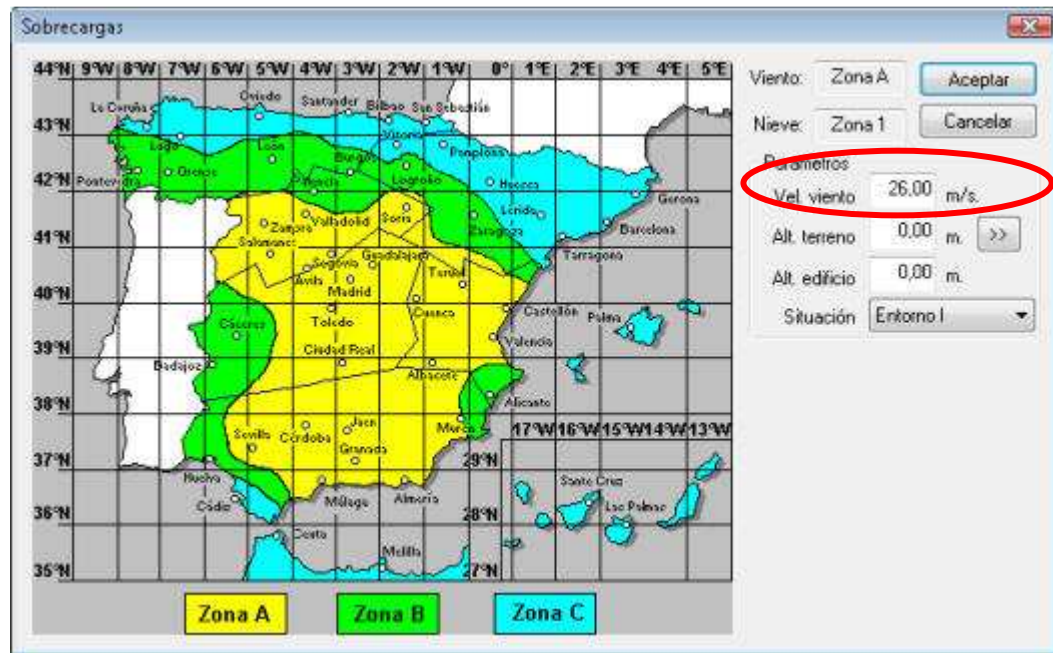 Sobrecargas
44°N 9°W 8°W 7°W 6°W 5°W 4°W 3°W 2°W 1°W 0° 1°E 2°E 3°E 4°E 5°E
La Coruña Oviedo Santander Bilbao San Sebastián
43°N
Lugo León Vitoria Pamplona
Burgos Logroño
Pontevedra Orense Huesca
42°N
Palencia Gerona
Zamora Valladolid Soria Zaragoza Lerida Barcelona
41°N
Salamanca Segovia Guadalajara Tarragona
Avila Teruel
Madrid
40°N
Toledo Cuenca Castellón Palma
Cáceres
Valencia
39°N
Badajoz Ciudad Real Albacete
38°N
Alicante
Jaen Murcia
Sevilla Córdoba
17°W 16°W 15°W 14°W 13°W
Granada
37°N
29°N
Huelva Santa Cruz
Cádiz Málaga Almería Las Palmas
36°N
28°N
Ceuta
Melilla
35°N
27°N
Zona A Zona B Zona C
Viento: Zona A Aceptar
Nieve: Zona 1 Cancelar
Parámetros
Vel. viento 26,00 m/s.
Alt. terreno 0,00 m. >>
Alt. edificio 0,00 m.
Situación Entorno I